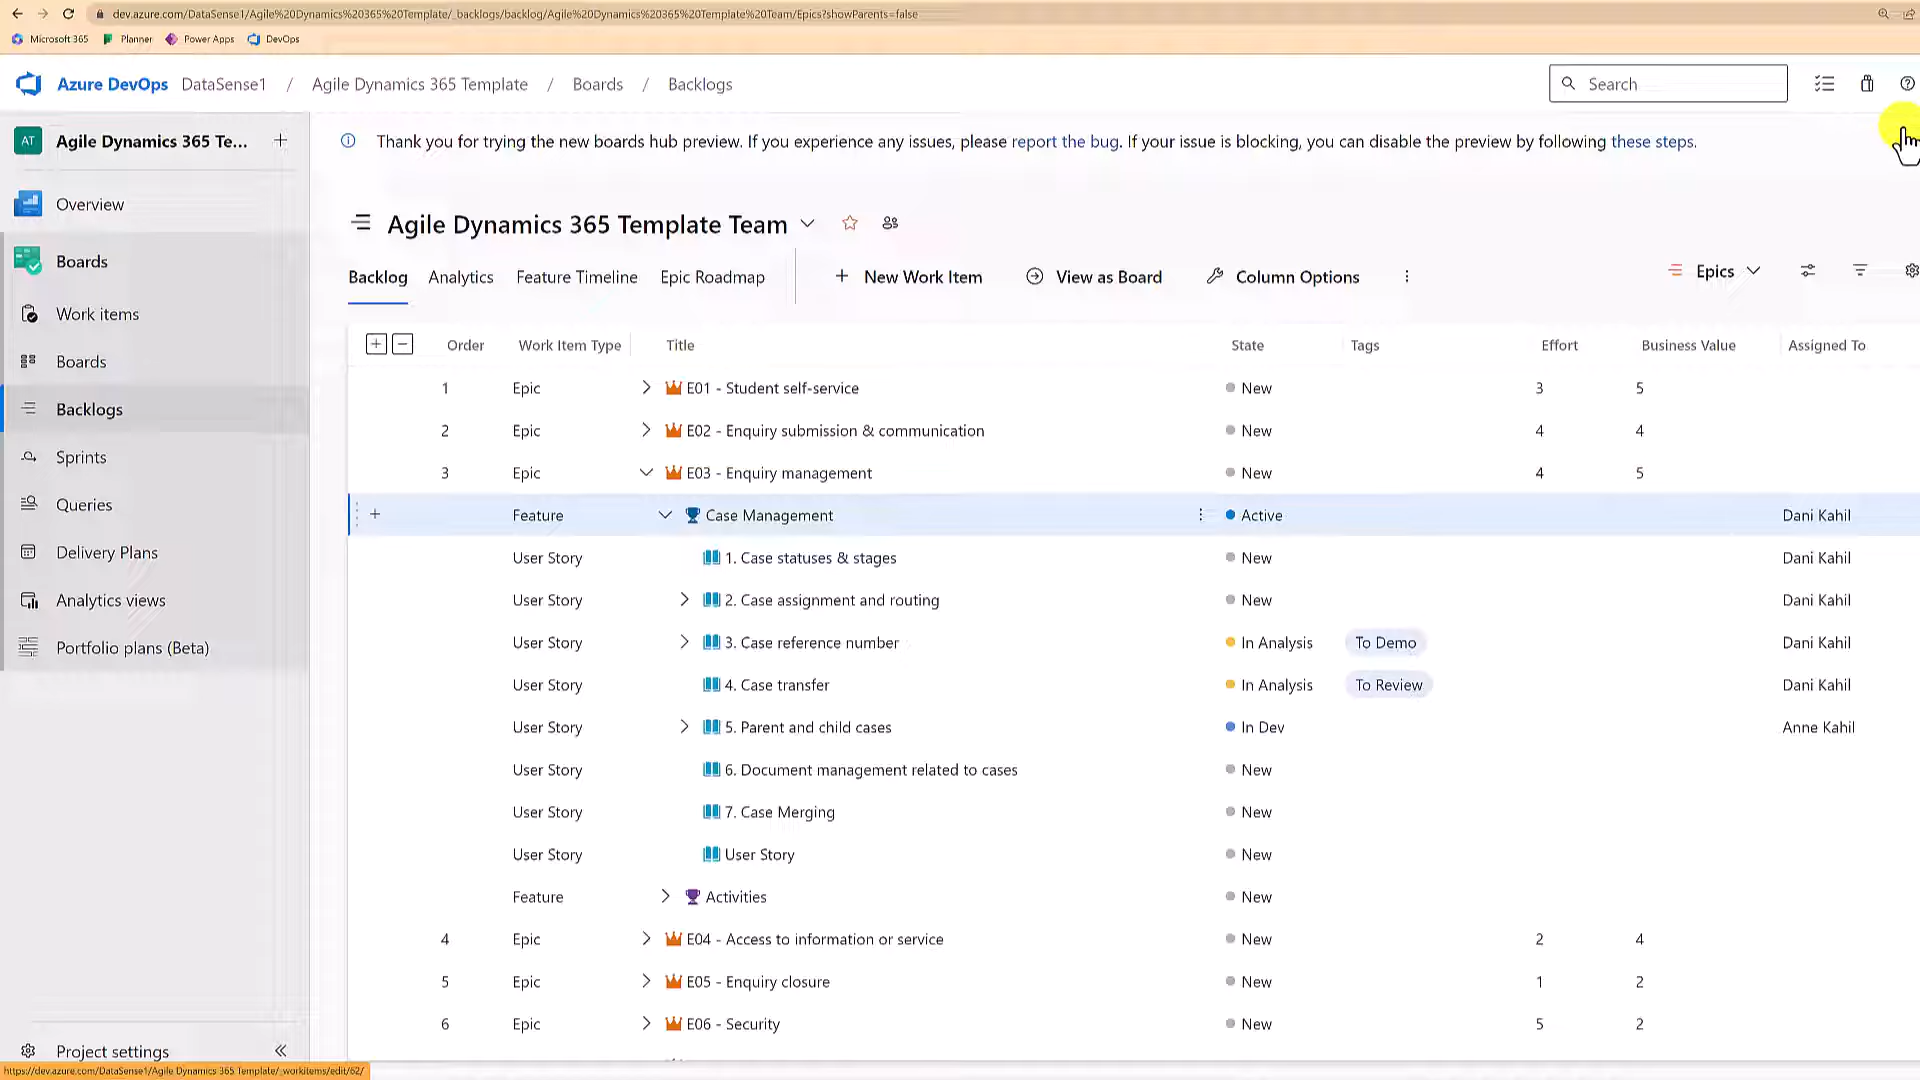 dev.azure.com/DataSense1/Agile%20Dynamics%20365%20Template/_backlogs/backlog/Agile%20Dynamics%20365%20Template%20Team/Epics?showParents=false
Microsoft 365 Planner Power Apps DevOps
Azure DevOps DataSense1 / Agile Dynamics 365 Template / Boards / Backlogs Search
AT Agile Dynamics 365 Te...
Thank you for trying the new boards hub preview. If you experience any issues, please report the bug. If your issue is blocking, you can disable the preview by following these steps.
Overview
Boards
Work items
Boards
Backlogs
Sprints
Queries
Delivery Plans
Analytics views
Portfolio plans (Beta)
Project settings
Agile Dynamics 365 Template Team
Backlog Analytics Feature Timeline Epic Roadmap New Work Item View as Board Column Options Epics
Order Work Item Type Title State Tags Effort Business Value Assigned To
1 Epic E01 - Student self-service New 3 5
2 Epic E02 - Enquiry submission & communication New 4 4
3 Epic E03 - Enquiry management New 4 5
Feature Case Management Active Dani Kahil
User Story 1. Case statuses & stages New Dani Kahil
User Story 2. Case assignment and routing New Dani Kahil
User Story 3. Case reference number In Analysis To Demo Dani Kahil
User Story 4. Case transfer In Analysis To Review Dani Kahil
User Story 5. Parent and child cases In Dev Anne Kahil
User Story 6. Document management related to cases New
User Story 7. Case Merging New
User Story User Story New
Feature Activities New
4 Epic E04 - Access to information or service New 2 4
5 Epic E05 - Enquiry closure New 1 2
6 Epic E06 - Security New 5 2
https://dev.azure.com/DataSense1/Agile Dynamics 365 Template/_workitems/edit/62/